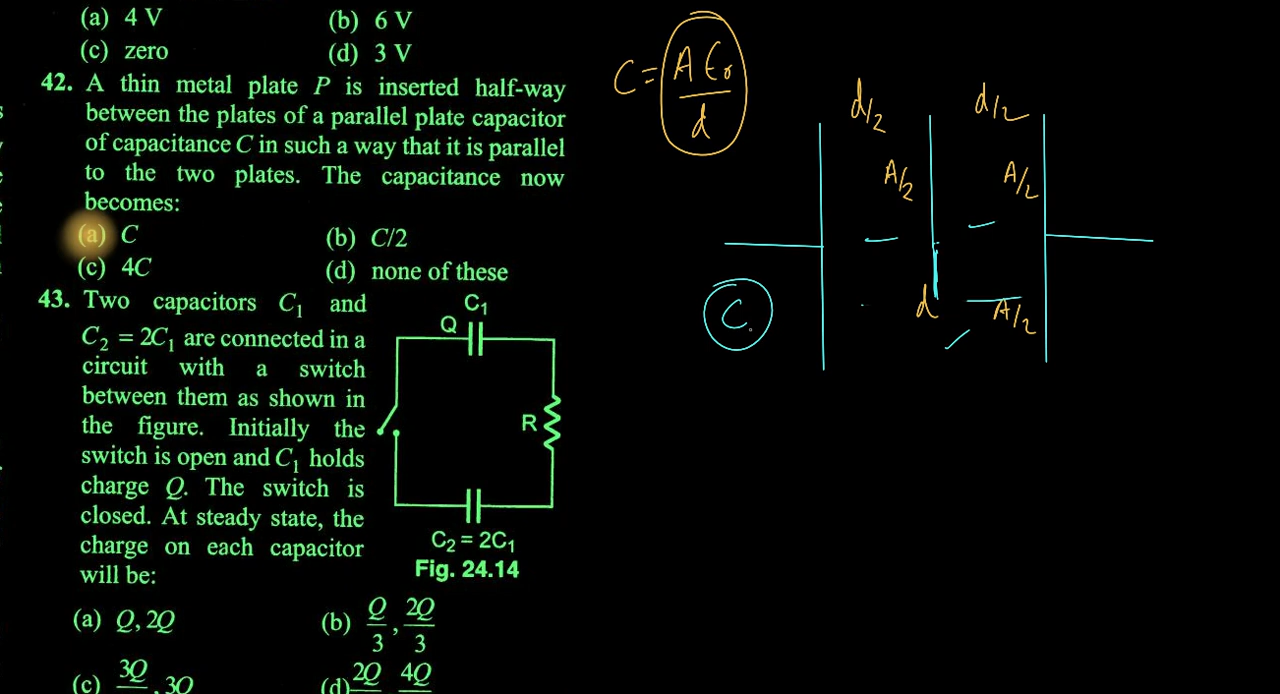 (a) 4 V (b) 6 V
(c) zero (d) 3 V
42. A thin metal plate P is inserted half-way
between the plates of a parallel plate capacitor
of capacitance C in such a way that it is parallel
to the two plates. The capacitance now
becomes:
(a) C (b) C/2
(c) 4C (d) none of these
43. Two capacitors C₁ and
C₂ = 2C₁ are connected in a
circuit with a switch
between them as shown in
the figure. Initially the
switch is open and C₁ holds
charge Q. The switch is
closed. At steady state, the
charge on each capacitor
will be:
C₁
Q
R
C₂ = 2C₁
Fig. 24.14
(a) Q, 2Q (b) Q/3, 2Q/3
(c) 3Q , 3Q (d) 2Q 4Q
C = A ε₀ / d
d/2 d/2
A/2 A/2
C.
d A/2